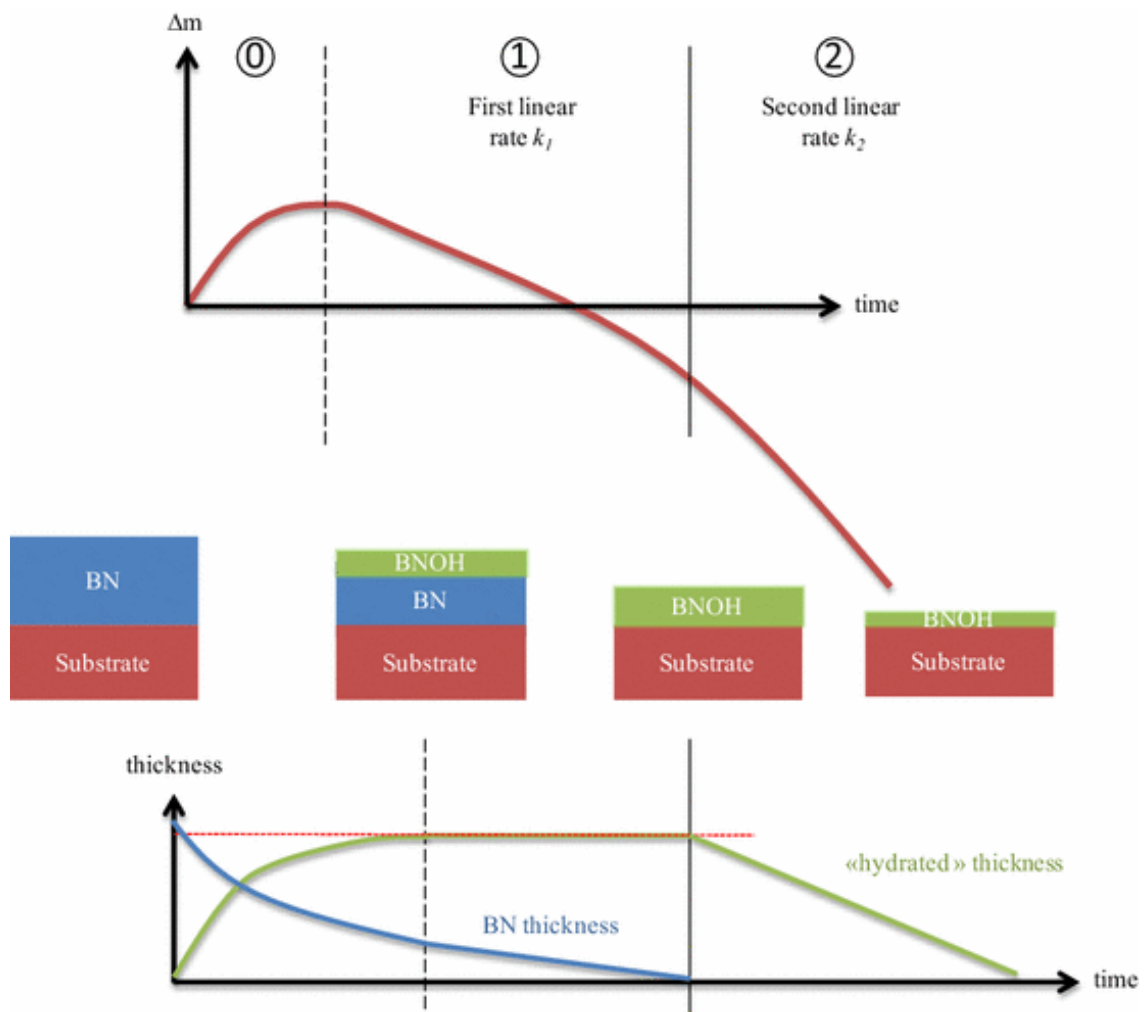 Δm
⓪
①
②
First linear
rate k1
Second linear
rate k2
time
BN
Substrate
BNOH
BN
Substrate
BNOH
Substrate
BNOH
Substrate
thickness
«hydrated» thickness
BN thickness
time